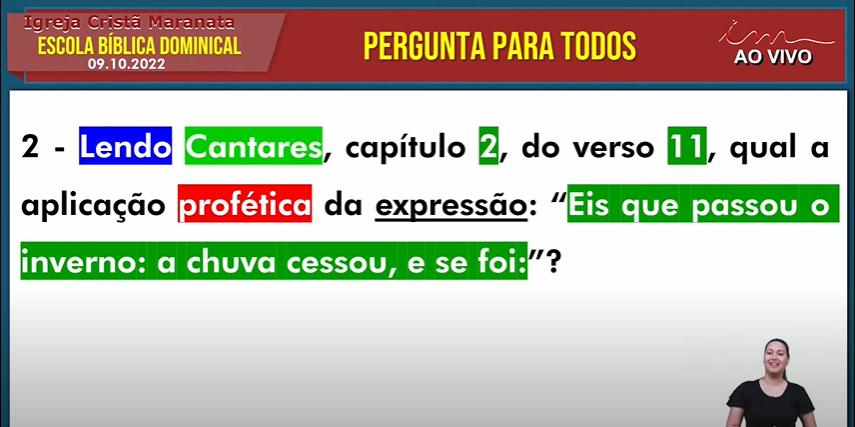 Igreja Cristã Maranata
ESCOLA BÍBLICA DOMINICAL
09.10.2022
PERGUNTA PARA TODOS
im
AO VIVO
2 - Lendo Cantares, capítulo 2, do verso 11, qual a
aplicação profética da expressão: “Eis que passou o
inverno: a chuva cessou, e se foi:”?